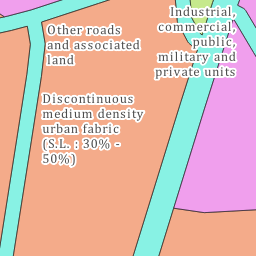 Other roads
and associated
land
Industrial,
commercial,
public,
military and
private units
Discontinuous
medium density
urban fabric
(S.L. : 30% -
50%)